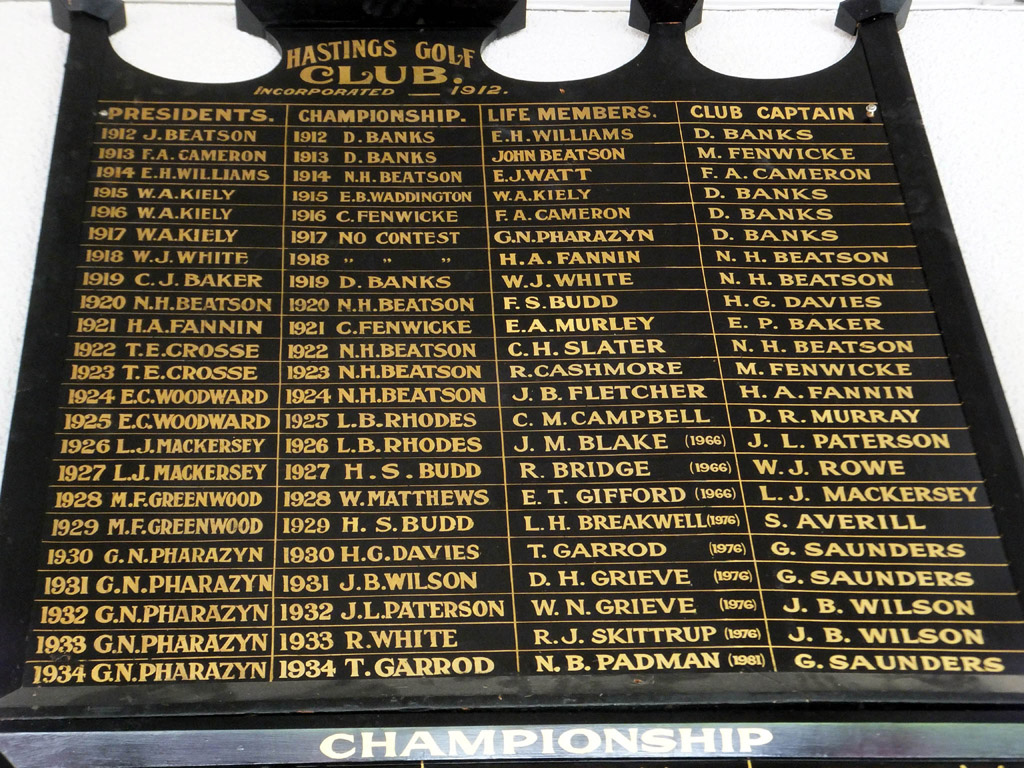 HASTINGS GOLF
CLUB.
INCORPORATED — 1912.
PRESIDENTS. CHAMPIONSHIP. LIFE MEMBERS. CLUB CAPTAIN
1912 J. BEATSON 1912 D. BANKS E.H. WILLIAMS D. BANKS
1913 F.A. CAMERON 1913 D. BANKS JOHN BEATSON M. FENWICKE
1914 E.H. WILLIAMS 1914 N.H. BEATSON E.J. WATT F. A. CAMERON
1915 W.A. KIELY 1915 E.B. WADDINGTON W.A. KIELY D. BANKS
1916 W.A. KIELY 1916 C. FENWICKE F. A. CAMERON D. BANKS
1917 W.A. KIELY 1917 NO CONTEST G.N. PHARAZYN D. BANKS
1918 W.J. WHITE 1918 " " " H.A. FANNIN N. H. BEATSON
1919 C.J. BAKER 1919 D. BANKS W.J. WHITE N. H. BEATSON
1920 N.H. BEATSON 1920 N.H. BEATSON F.S. BUDD H.G. DAVIES
1921 H.A. FANNIN 1921 C. FENWICKE E.A. MURLEY E. P. BAKER
1922 T.E. CROSSE 1922 N.H. BEATSON C.H. SLATER N. H. BEATSON
1923 T.E. CROSSE 1923 N.H. BEATSON R. CASHMORE M. FENWICKE
1924 E.C. WOODWARD 1924 N.H. BEATSON J. B. FLETCHER H. A. FANNIN
1925 E.C. WOODWARD 1925 L.B. RHODES C. M. CAMPBELL D. R. MURRAY
1926 L.J. MACKERSEY 1926 L.B. RHODES J. M. BLAKE (1966) J. L. PATERSON
1927 L.J. MACKERSEY 1927 H.S. BUDD R. BRIDGE (1966) W. J. ROWE
1928 M.F. GREENWOOD 1928 W. MATTHEWS E. T. GIFFORD (1966) L. J. MACKERSEY
1929 M.F. GREENWOOD 1929 H. S. BUDD L.H. BREAKWELL (1976) S. AVERILL
1930 G.N. PHARAZYN 1930 H.G. DAVIES T. GARROD (1976) G. SAUNDERS
1931 G.N. PHARAZYN 1931 J.B. WILSON D. H. GRIEVE (1976) G. SAUNDERS
1932 G.N. PHARAZYN 1932 J.L. PATERSON W. N. GRIEVE (1976) J. B. WILSON
1933 G.N. PHARAZYN 1933 R. WHITE R. J. SKITTRUP (1976) J. B. WILSON
1934 G.N. PHARAZYN 1934 T. GARROD N. B. PADMAN (1981) G. SAUNDERS
CHAMPIONSHIP